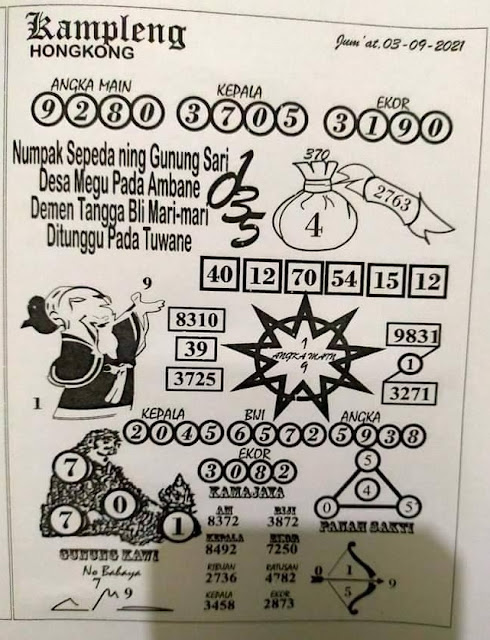 Kampleng
HONGKONG
Jum'at, 03-09-2021
ANGKA MAIN
9280
KEPALA
3705
EKOR
3190
Numpak Sepeda ning Gunung Sari
Desa Megu Pada Ambane
Demen Tangga Bli Mari-mari
Ditunggu Pada Tuwane
370
4
2763
40 12 70 54 15 12
9
1
8310
39
3725
1
ANGKA MAIN
9
9831
1
3271
KEPALA BIJI ANGKA
2045 6572 5938
EKOR
3082
7
7 0 1
GUNUNG KAWI
No Bahaya
7
9
KAMAJAYA
AM BIJI
8372 3872
KEPALA EKOR
8492 7250
RIBUAN RATUSAN
2736 4782
KEPALA EKOR
3458 2873
5
4
0 5
PANAH SAKTI
0 1 9
5